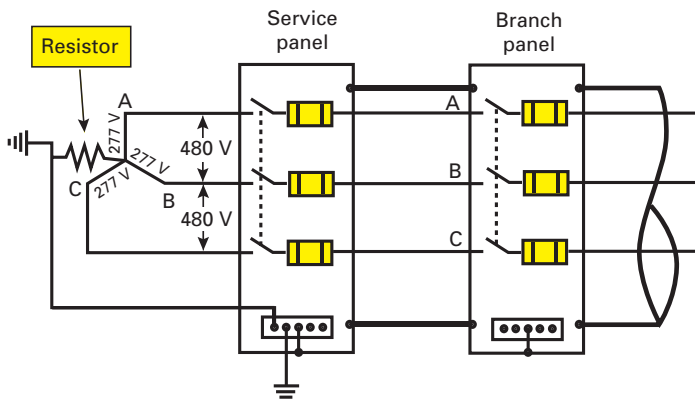 Service
panel
Branch
panel
Resistor
A
277 V
277 V
277 V
C
B
480 V
480 V
A
B
C